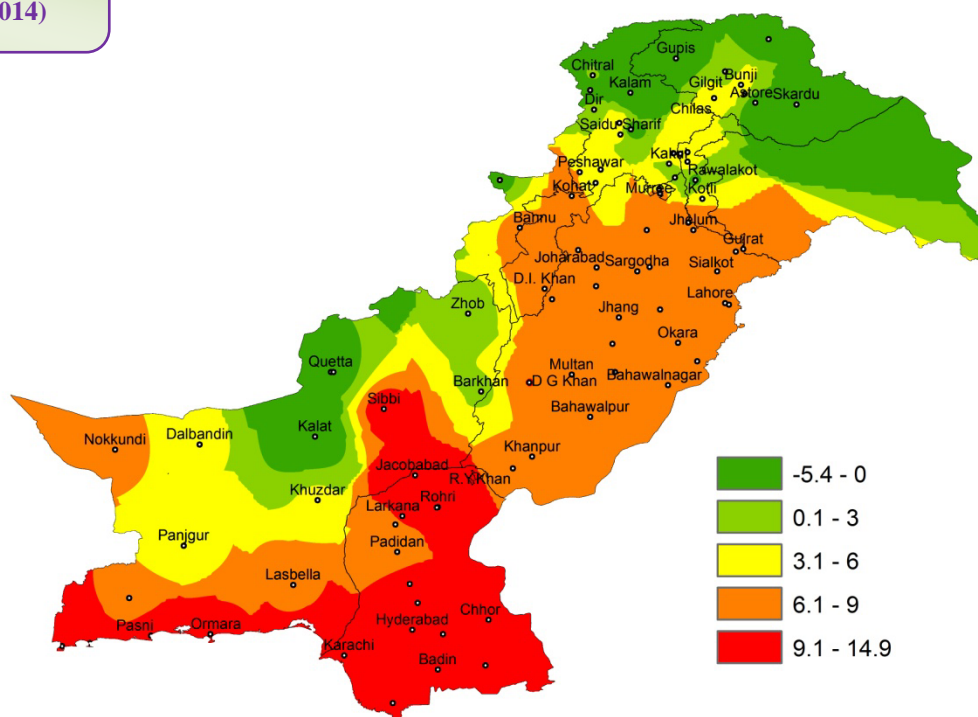 014)
Gupis
Chitral
Kalam
Gilgit
Bunji
Astore
Skardu
Dir
Chilas
Saidu Sharif
Peshawar
Rawalakot
Kohat
Murree
Kotli
Bannu
Jhelum
Gujrat
Joharabad
Sargodha
Sialkot
D.I. Khan
Lahore
Zhob
Jhang
Okara
Quetta
Multan
D G Khan
Bahawalnagar
Barkhan
Sibbi
Bahawalpur
Nokkundi
Dalbandin
Kalat
Khanpur
Jacobabad
R.Y.Khan
Khuzdar
Rohri
Larkana
Panjgur
Padidan
Lasbella
Pasni
Ormara
Hyderabad
Chhor
Karachi
Badin
-5.4 - 0
0.1 - 3
3.1 - 6
6.1 - 9
9.1 - 14.9